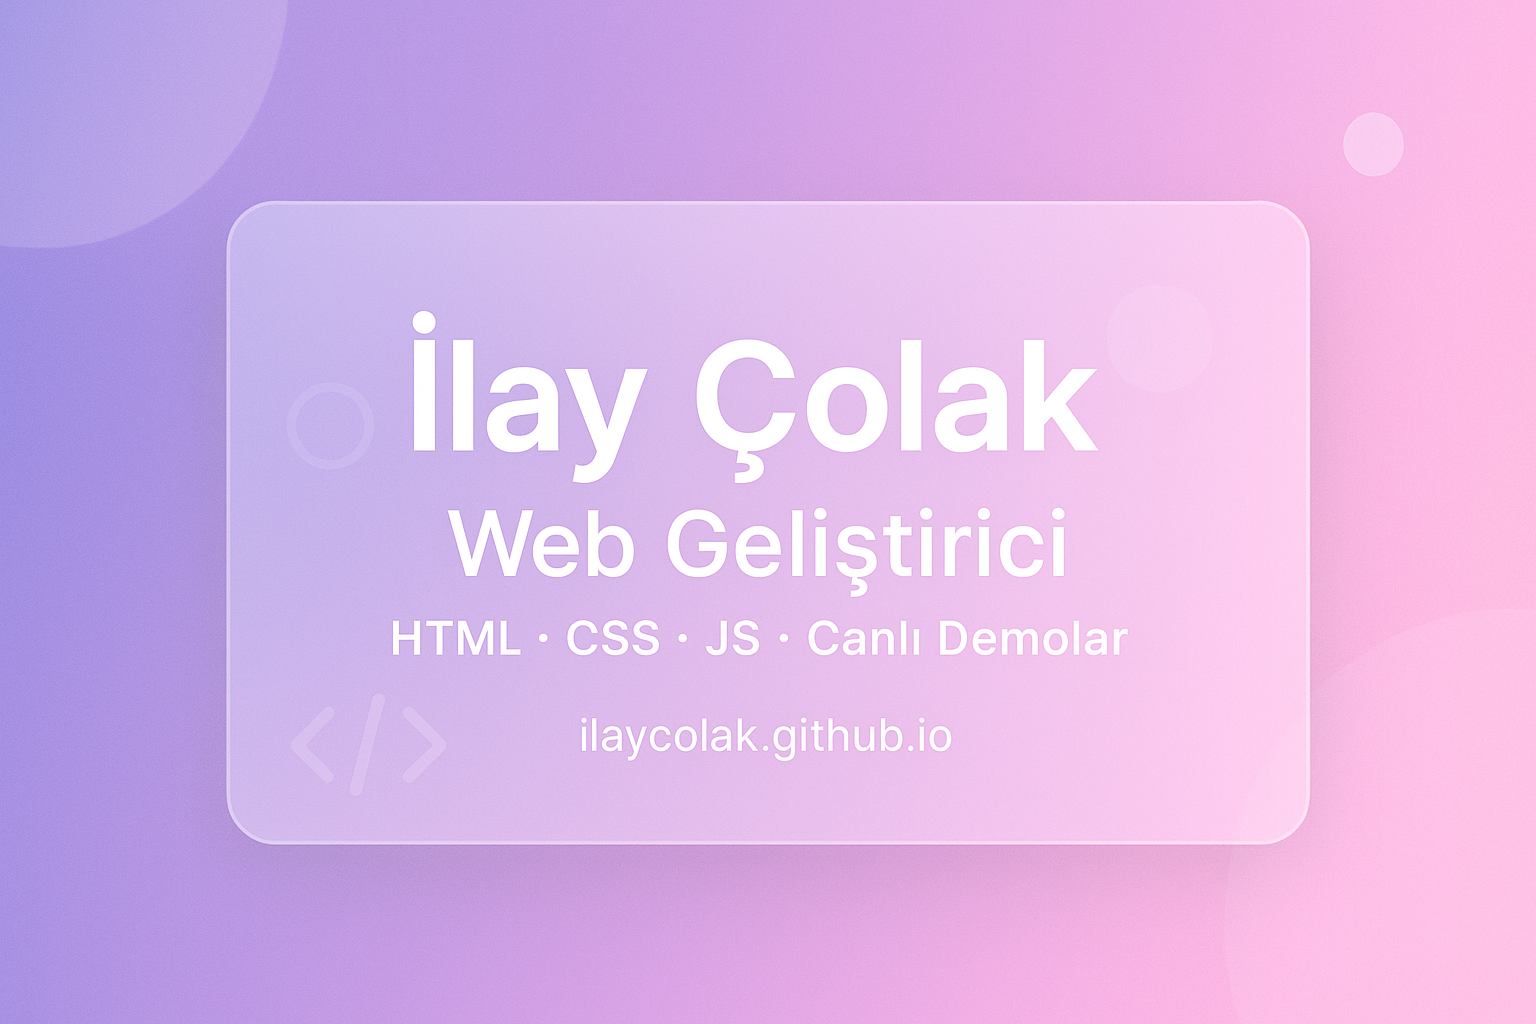 İlay Çolak
Web Geliştirici
HTML · CSS · JS · Canlı Demolar
ilaycolak.github.io